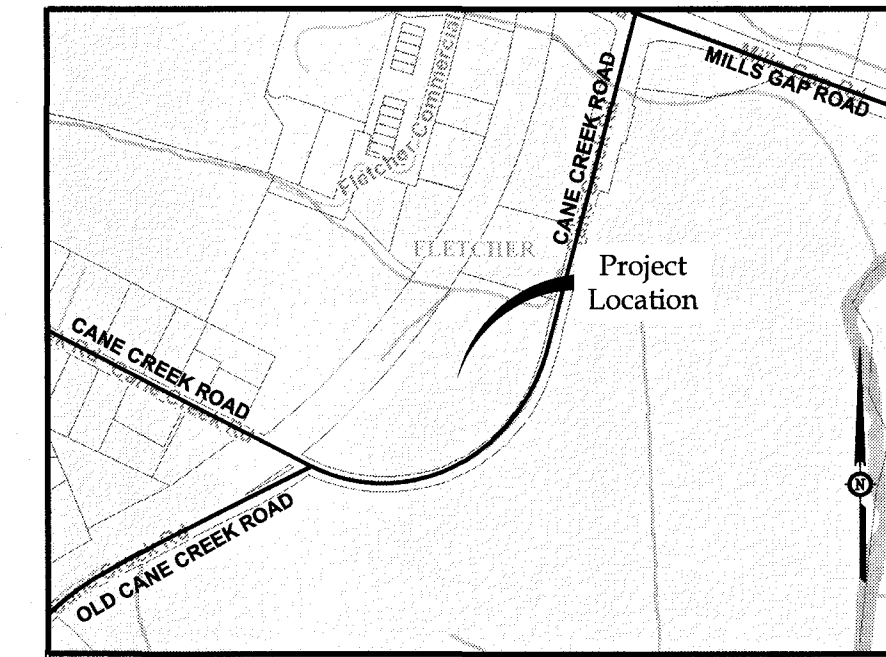 MILLS GAP ROAD
CANE CREEK ROAD
Fletcher Commercial
FLETCHER
Project
Location
CANE CREEK ROAD
OLD CANE CREEK ROAD
N